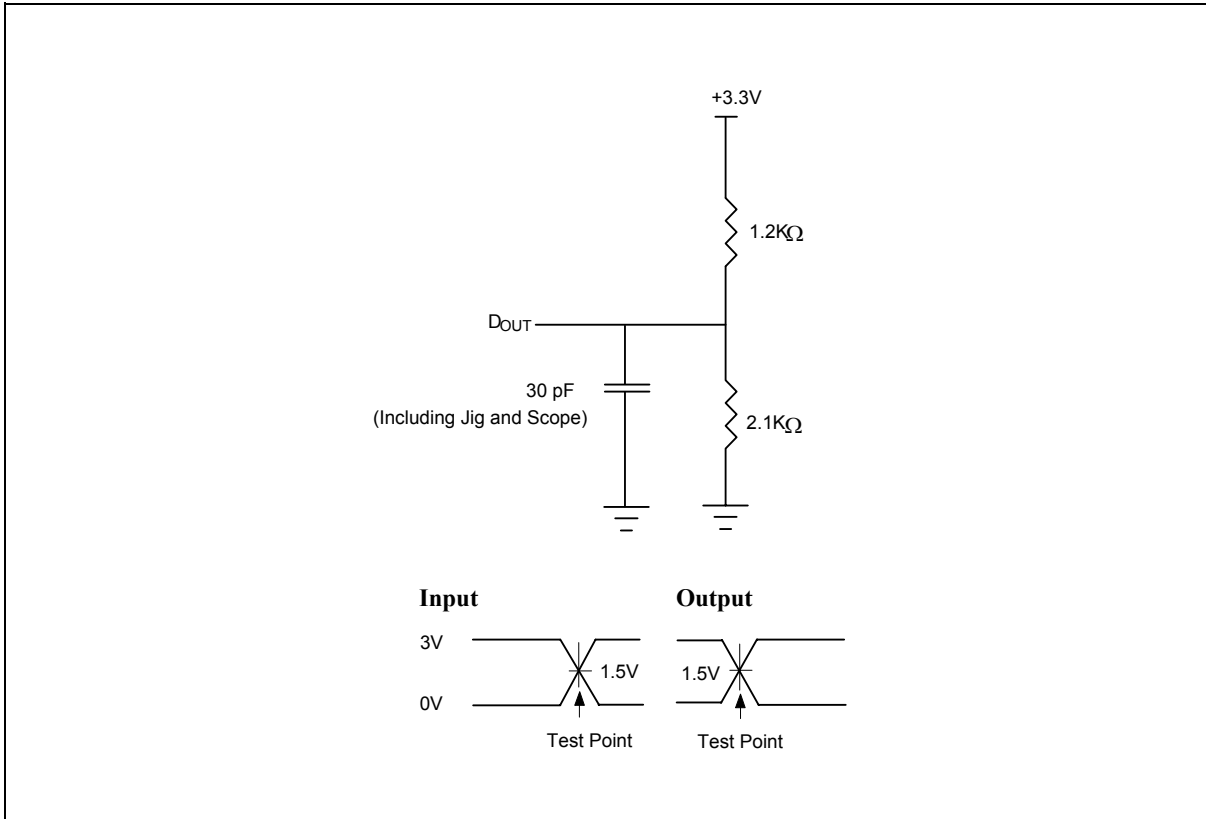 +3.3V
1.2KΩ
DOUT
30 pF
(Including Jig and Scope)
2.1KΩ
Input
Output
3V
1.5V
1.5V
0V
Test Point
Test Point